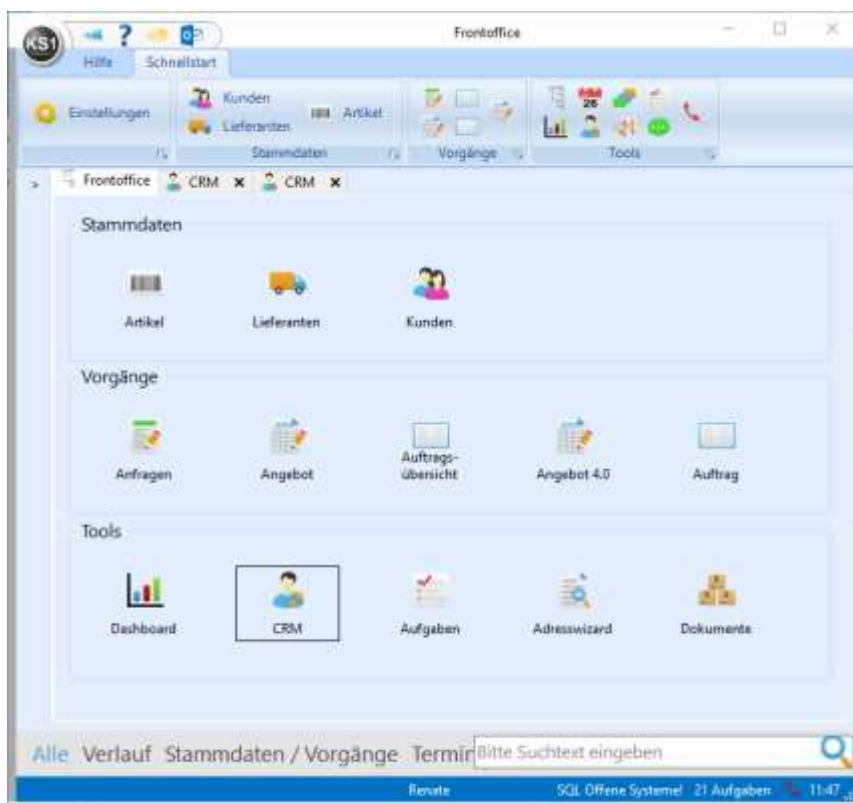 KS1
?
Frontoffice
Hilfe Schnellstart
Einstellungen
Kunden
Lieferanten
Artikel
Stammdaten Vorgänge Tools
> Frontoffice CRM x CRM x
Stammdaten
Artikel Lieferanten Kunden
Vorgänge
Anfragen Angebot Auftrags-
übersicht Angebot 4.0 Auftrag
Tools
Dashboard CRM Aufgaben Adresswizard Dokumente
Alle Verlauf Stammdaten / Vorgänge Termin Bitte Suchtext eingeben
Renate SQL Offene Systeme! 21 Aufgaben 11:47